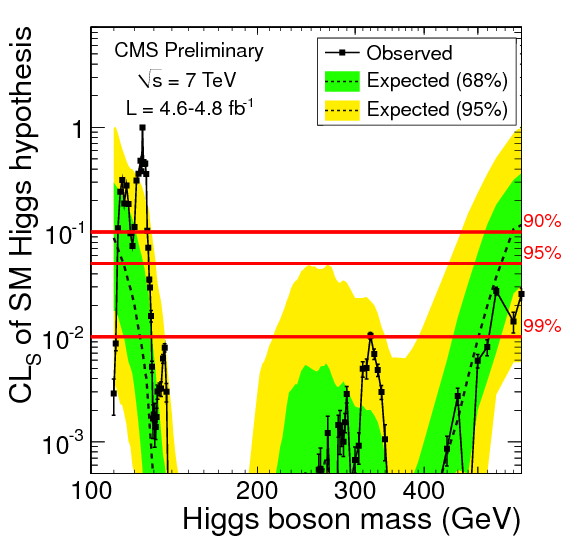 CMS Preliminary
√s = 7 TeV
L = 4.6-4.8 fb⁻¹
Observed
Expected (68%)
Expected (95%)
CLS of SM Higgs hypothesis
1
10⁻¹
10⁻²
10⁻³
90%
95%
99%
100
200
300
400
Higgs boson mass (GeV)